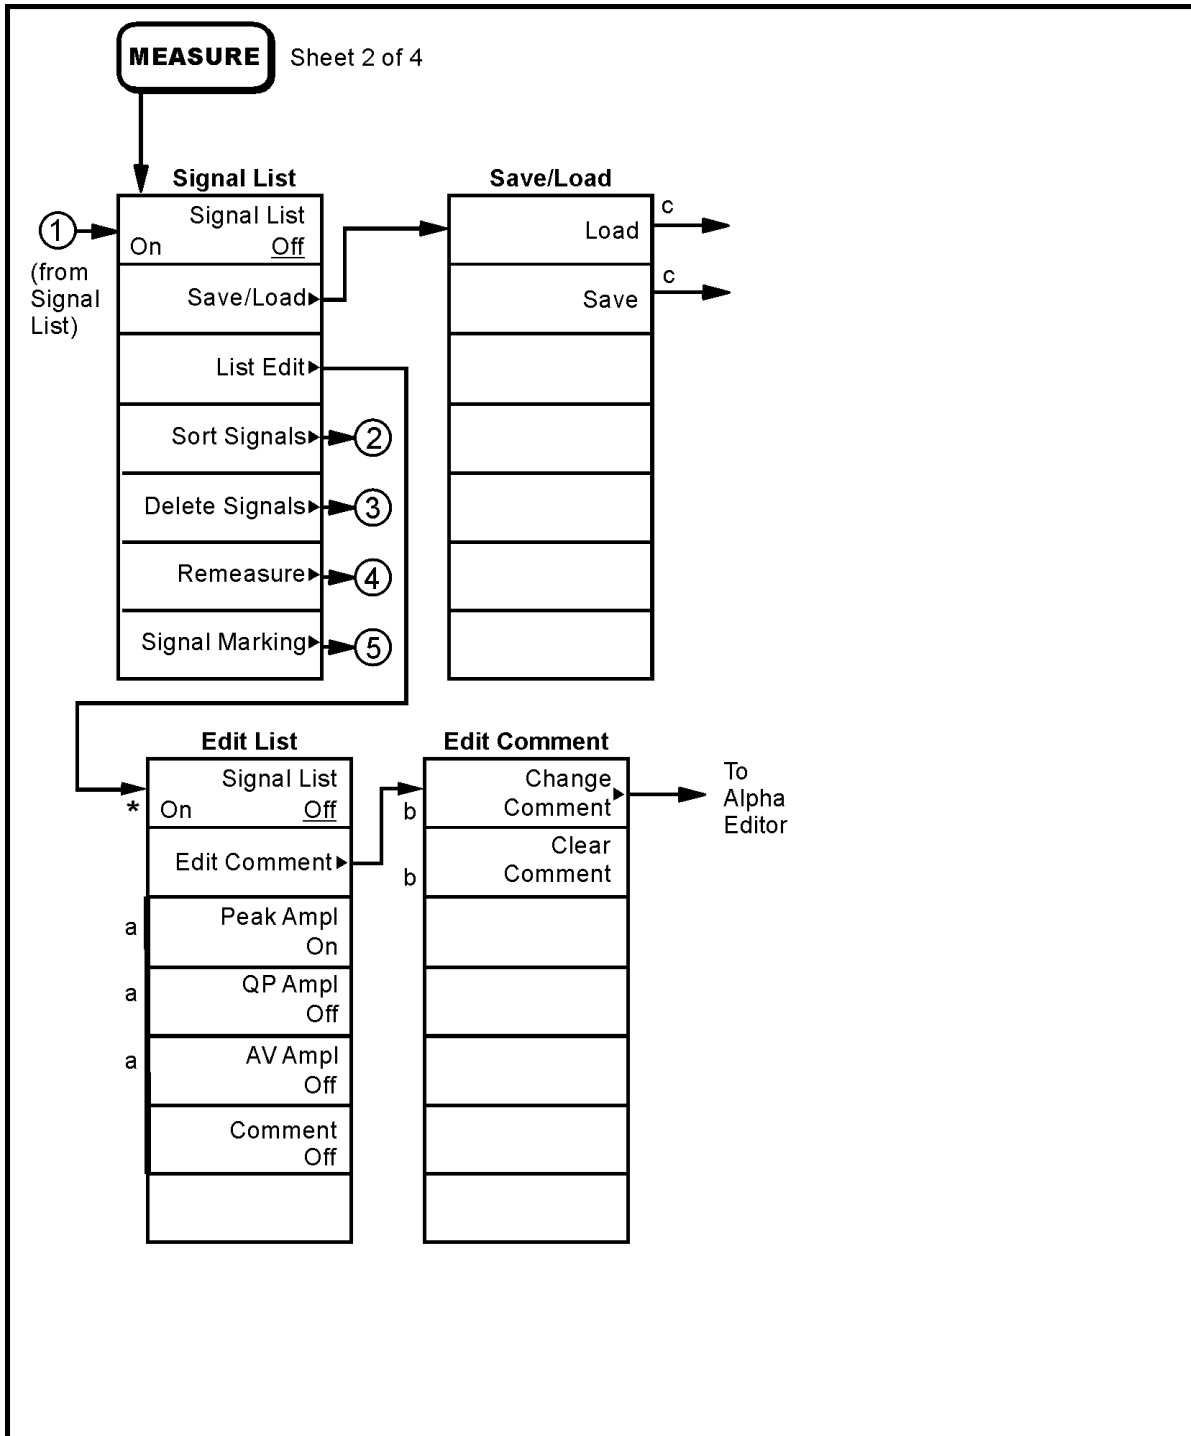 MEASURE
Sheet 2 of 4
Signal List
1
(from
Signal
List)
Signal List
On Off
Save/Load
List Edit
Sort Signals
2
Delete Signals
3
Remeasure
4
Signal Marking
5
Save/Load
Load
c
Save
c
Edit List
*
Signal List
On Off
Edit Comment
a
Peak Ampl
On
a
QP Ampl
Off
a
AV Ampl
Off
Comment
Off
Edit Comment
b
Change
Comment
To
Alpha
Editor
b
Clear
Comment